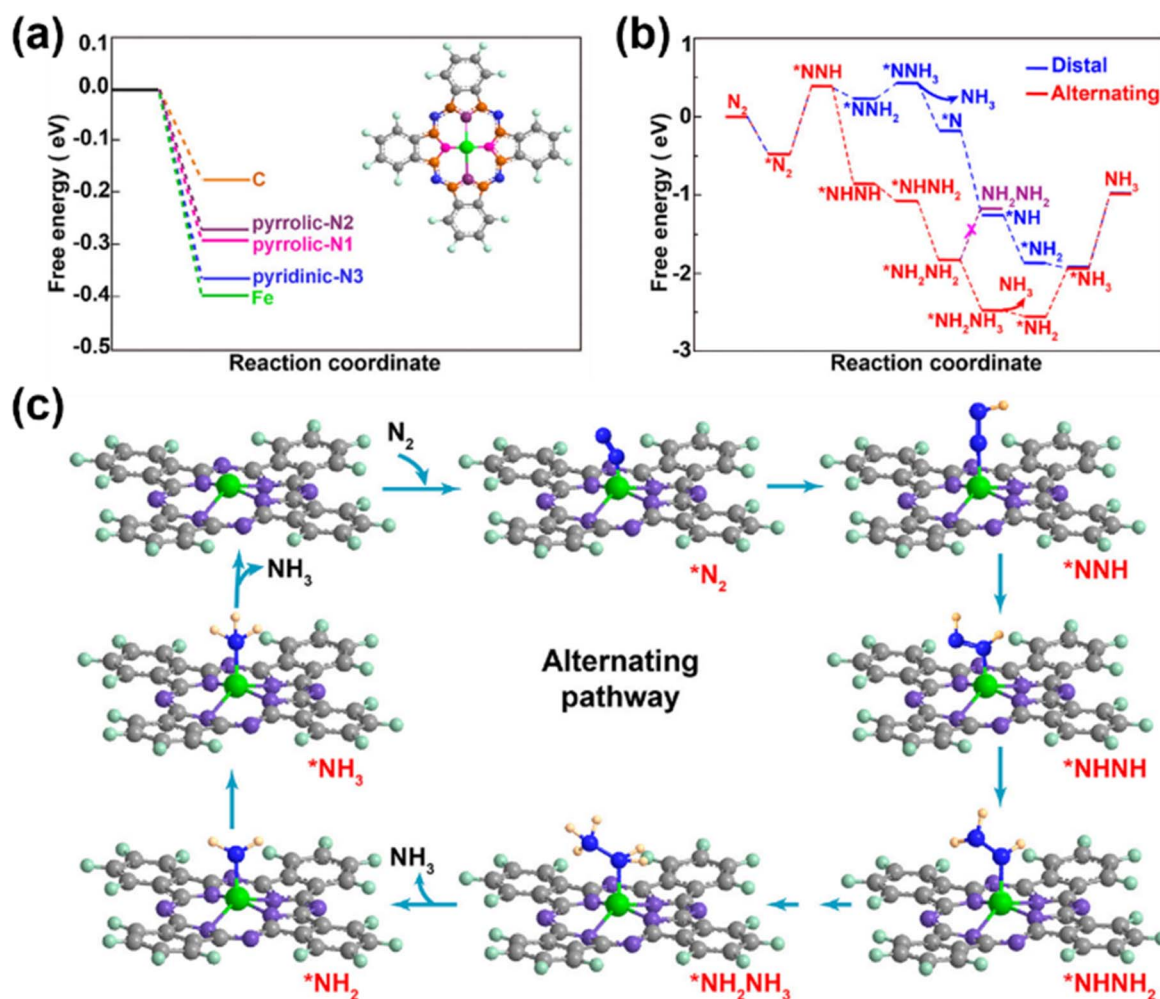 (a)
Free energy ( eV)
0.1
0.0
-0.1
-0.2
-0.3
-0.4
-0.5
C
pyrrolic-N2
pyrrolic-N1
pyridinic-N3
Fe
Reaction coordinate
(b)
Free energy ( eV)
1
0
-1
-2
-3
Distal
Alternating
N₂
*N₂
*NNH
*NNH₂
*NNH₃
NH₃
*N
*NHNH
*NHNH₂
NH₂NH₂
*NH
*NH₂NH₂
X
*NH₂
NH₃
*NH₂NH₃
*NH₂
*NH₃
NH₃
Reaction coordinate
(c)
N₂
*N₂
*NNH
NH₃
Alternating
pathway
*NH₃
*NHNH
NH₃
*NH₂
*NH₂NH₃
*NHNH₂